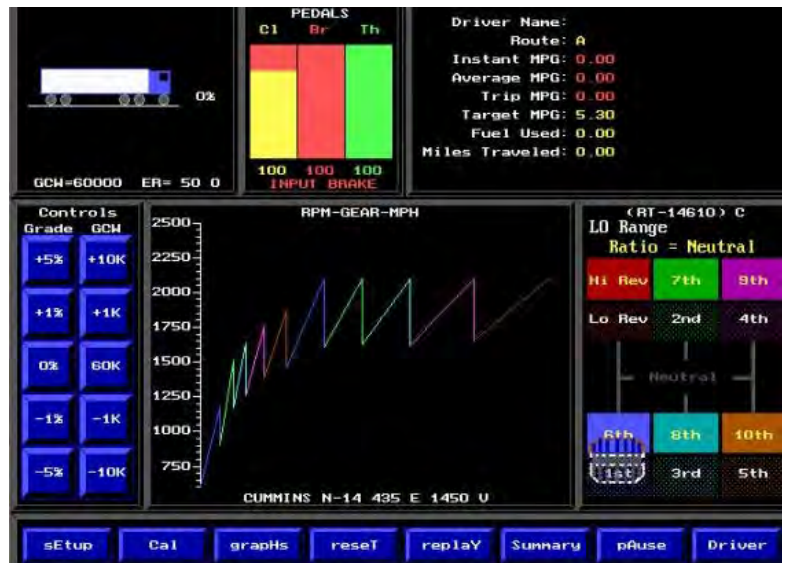 0%
GCW=60000 ER= 50 0
PEDALS
Cl Br Th
100 100 100
INPUT BRAKE
Driver Name:
Route: A
Instant MPG: 0.00
Average MPG: 0.00
Trip MPG: 0.00
Target MPG: 5.30
Fuel Used: 0.00
Miles Traveled: 0.00
Controls
Grade GCW
+5% +10K
+1% +1K
0% 60K
-1% -1K
-5% -10K
RPM-GEAR-MPH
2500
2250
2000
1750
1500
1250
1000
750
CUMMINS N-14 435 E 1450 U
(RT-14610) C
LO Range
Ratio = Neutral
Hi Rev 7th 9th
Lo Rev 2nd 4th
Neutral
6th 8th 10th
1st 3rd 5th
sEtup Cal grapHs reseT replaY Summary pAuse Driver